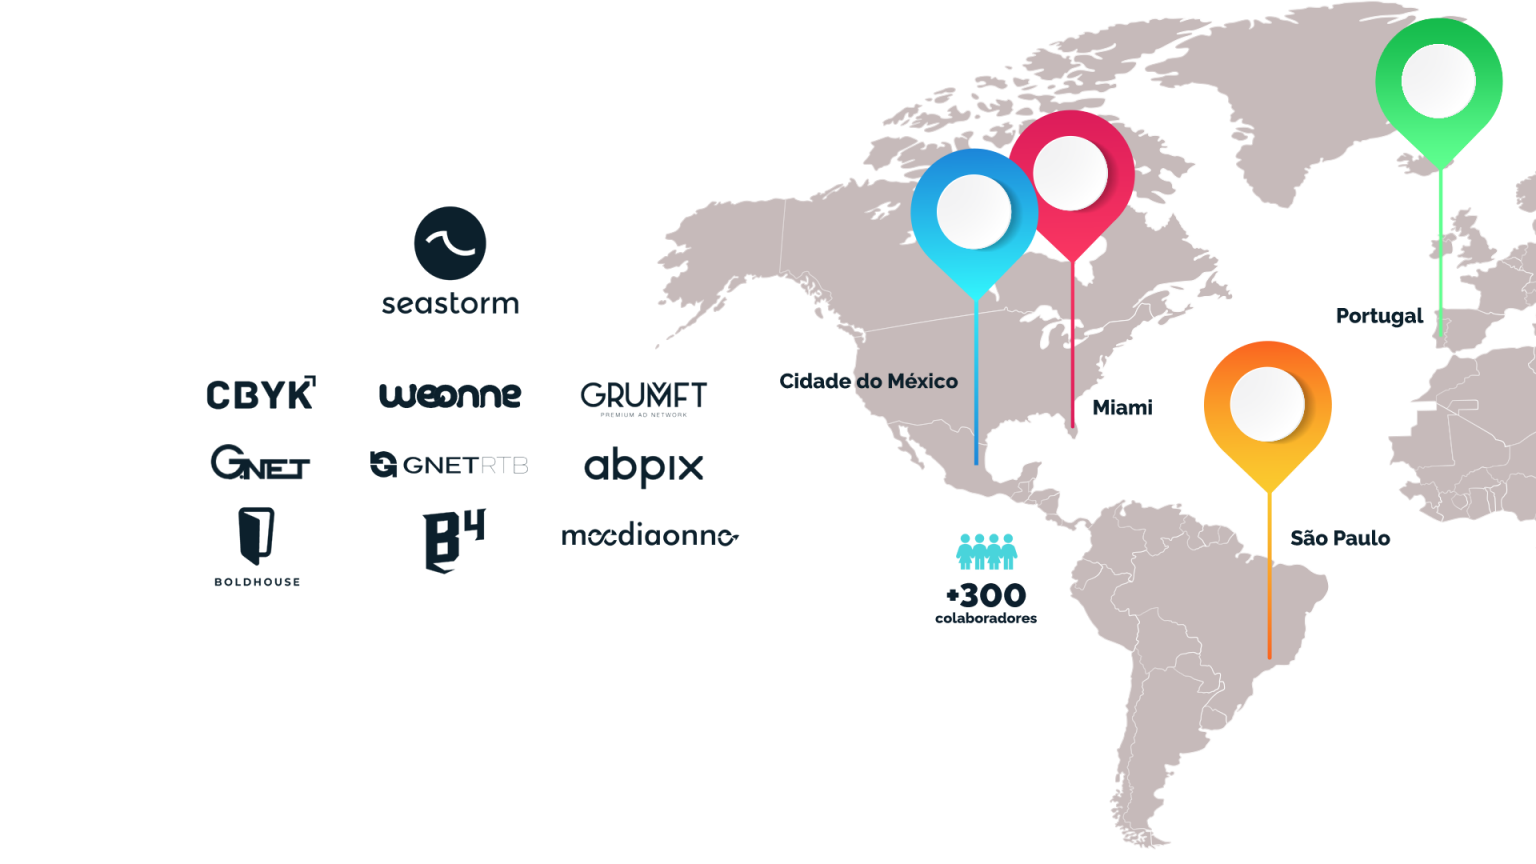 seastorm
CBYK
weonne
GRUMFT
PREMIUM AD NETWORK
GNET
GNETRTB
abpix
BOLDHOUSE
B4
mediaonne
Cidade do México
Miami
Portugal
São Paulo
+300
colaboradores